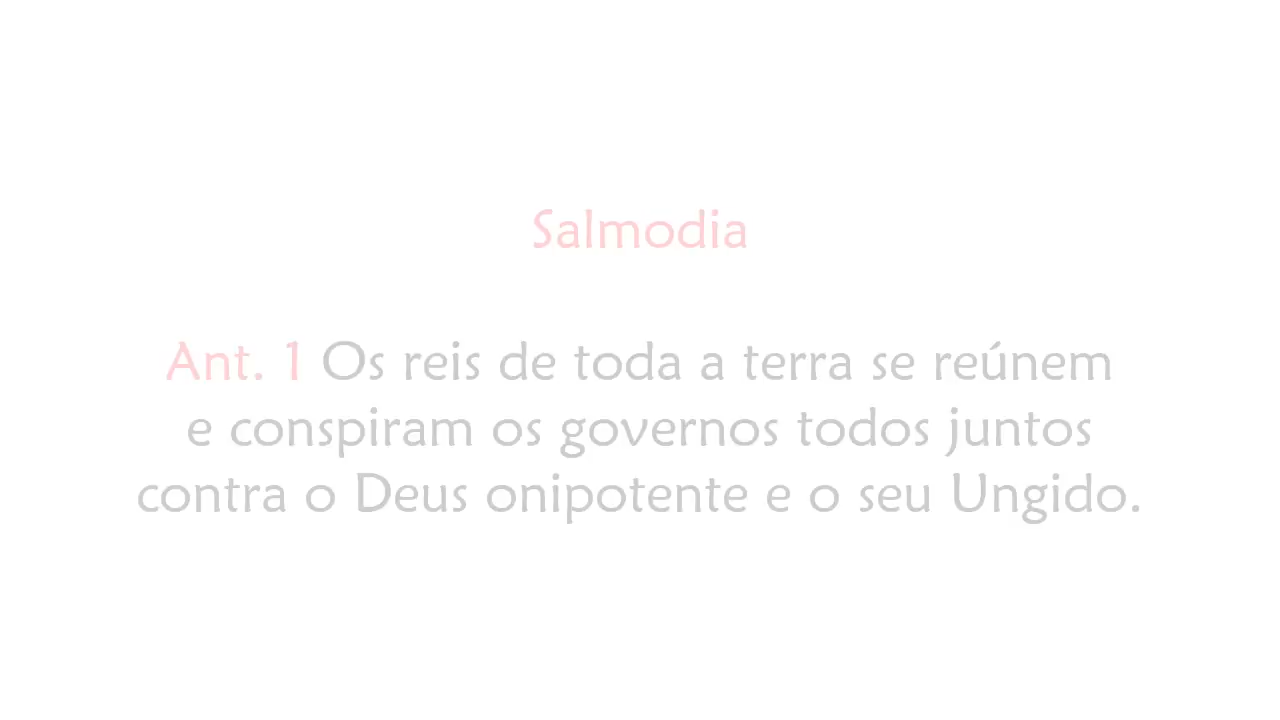 Salmodia
Ant. 1 Os reis de toda a terra se reúnem
e conspiram os governos todos juntos
contra o Deus onipotente e o seu Ungido.